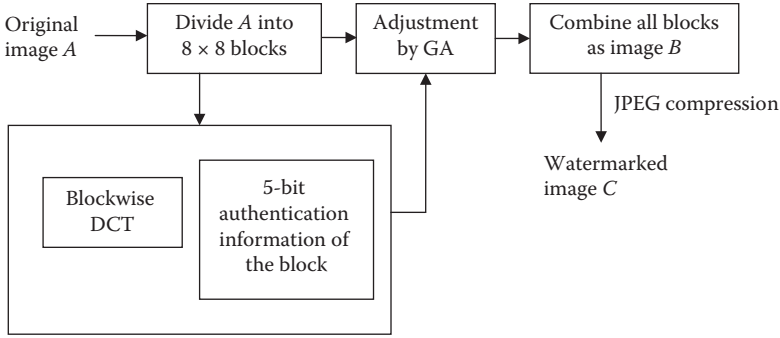 Original
image A
Divide A into
8 × 8 blocks
Adjustment
by GA
Combine all blocks
as image B
JPEG compression
Watermarked
image C
Blockwise
DCT
5-bit
authentication
information of
the block